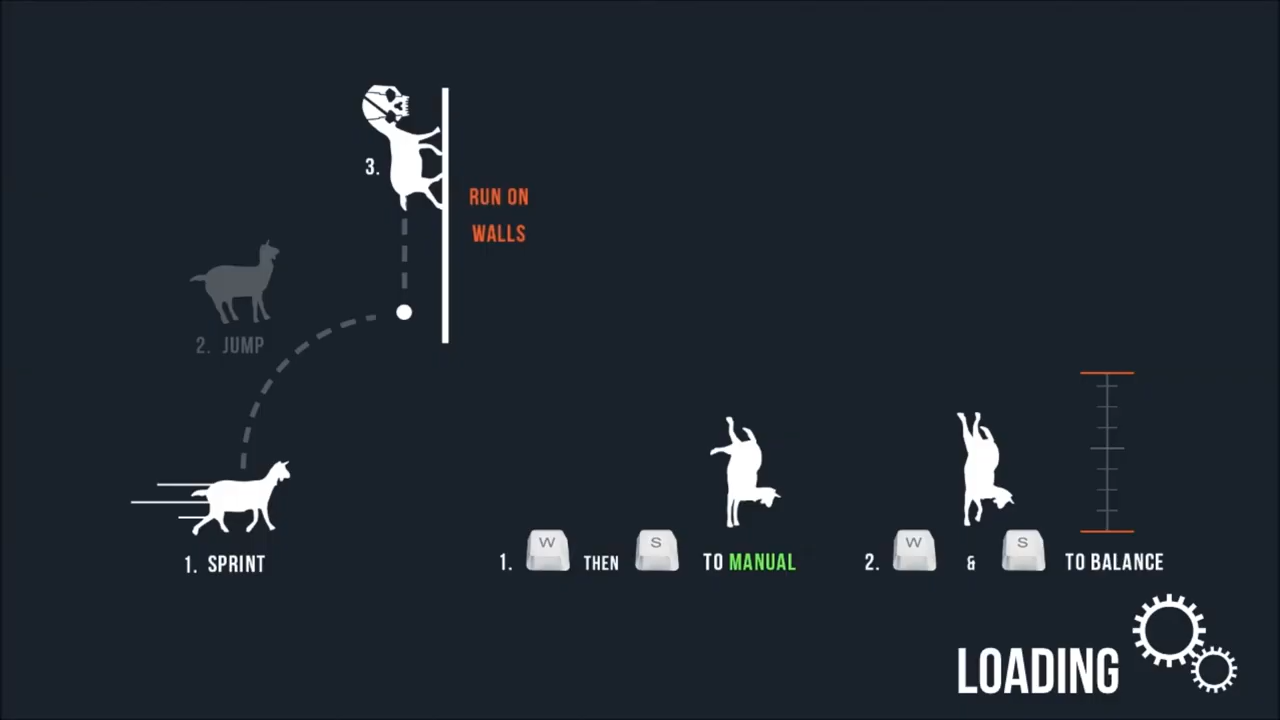 3.
RUN ON
WALLS
2. JUMP
1. SPRINT
1. W THEN S TO MANUAL
2. W & S TO BALANCE
LOADING